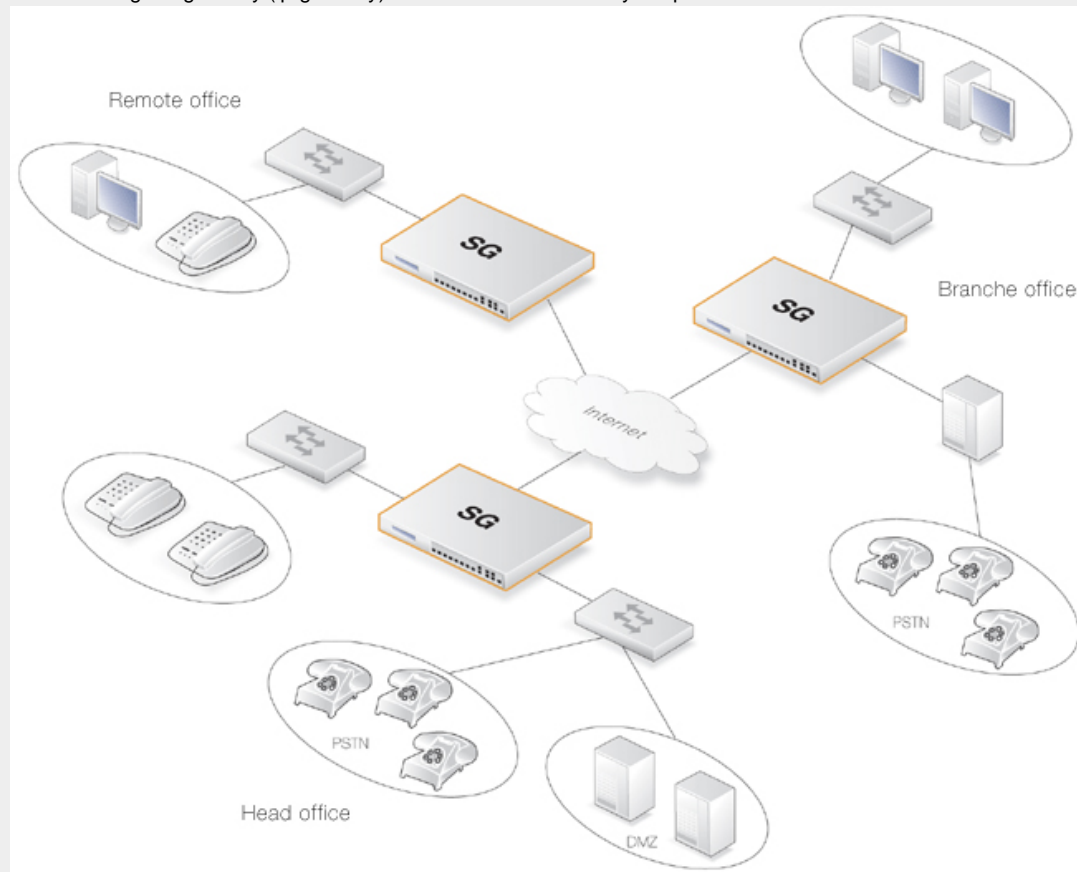 Remote office
SG
SG
Branche office
Internet
SG
PSTN
PSTN
Head office
DMZ